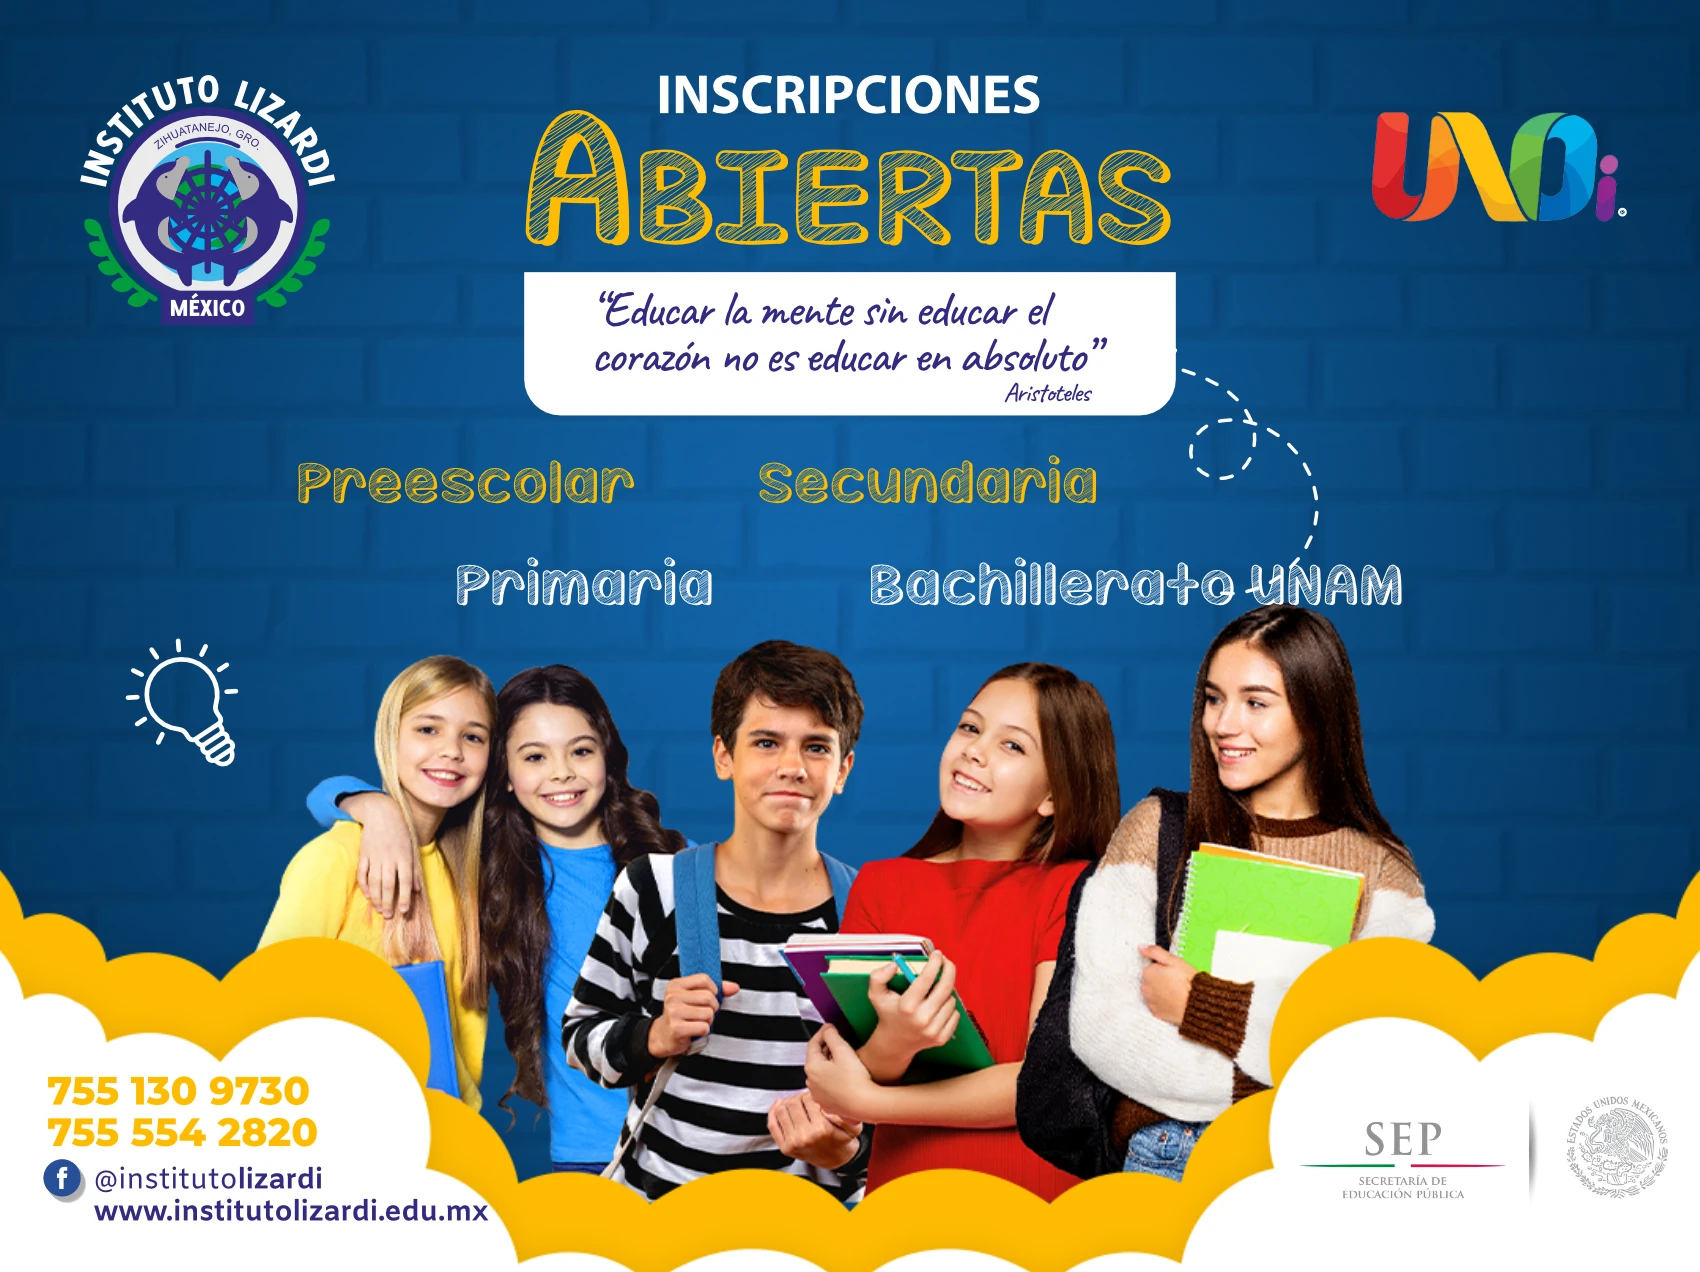 INSTITUTO LIZARDI
ZIHUATANEJO, GRO.
MÉXICO
INSCRIPCIONES
ABIERTAS
UNOi
“Educar la mente sin educar el
corazón no es educar en absoluto”
Aristoteles
Preescolar
Secundaria
Primaria
Bachillerato UNAM
755 130 9730
755 554 2820
f @institutolizardi
www.institutolizardi.edu.mx
SEP
SECRETARÍA DE
EDUCACIÓN PÚBLICA
ESTADOS UNIDOS MEXICANOS